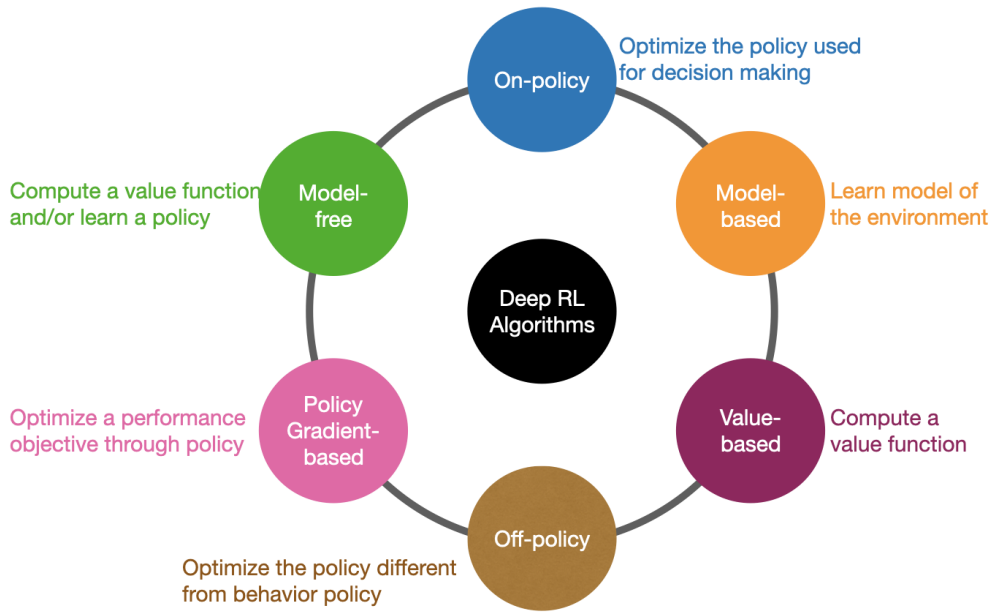 On-policy
Optimize the policy used
for decision making
Model-
based
Learn model of
the environment
Value-
based
Compute a
value function
Off-policy
Optimize the policy different
from behavior policy
Policy
Gradient-
based
Optimize a performance
objective through policy
Model-
free
Compute a value function
and/or learn a policy
Deep RL
Algorithms